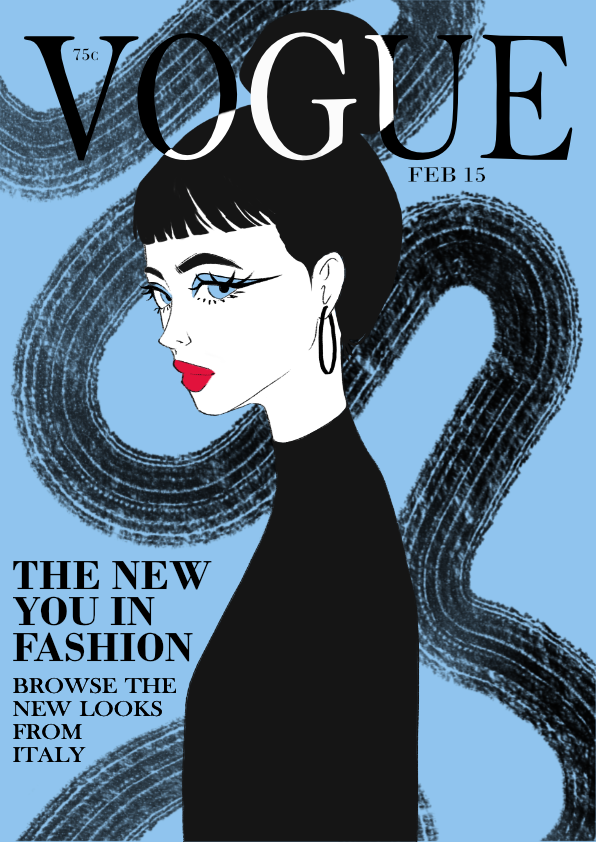 VOGUE
75c
FEB 15
THE NEW
YOU IN
FASHION
BROWSE THE
NEW LOOKS
FROM
ITALY